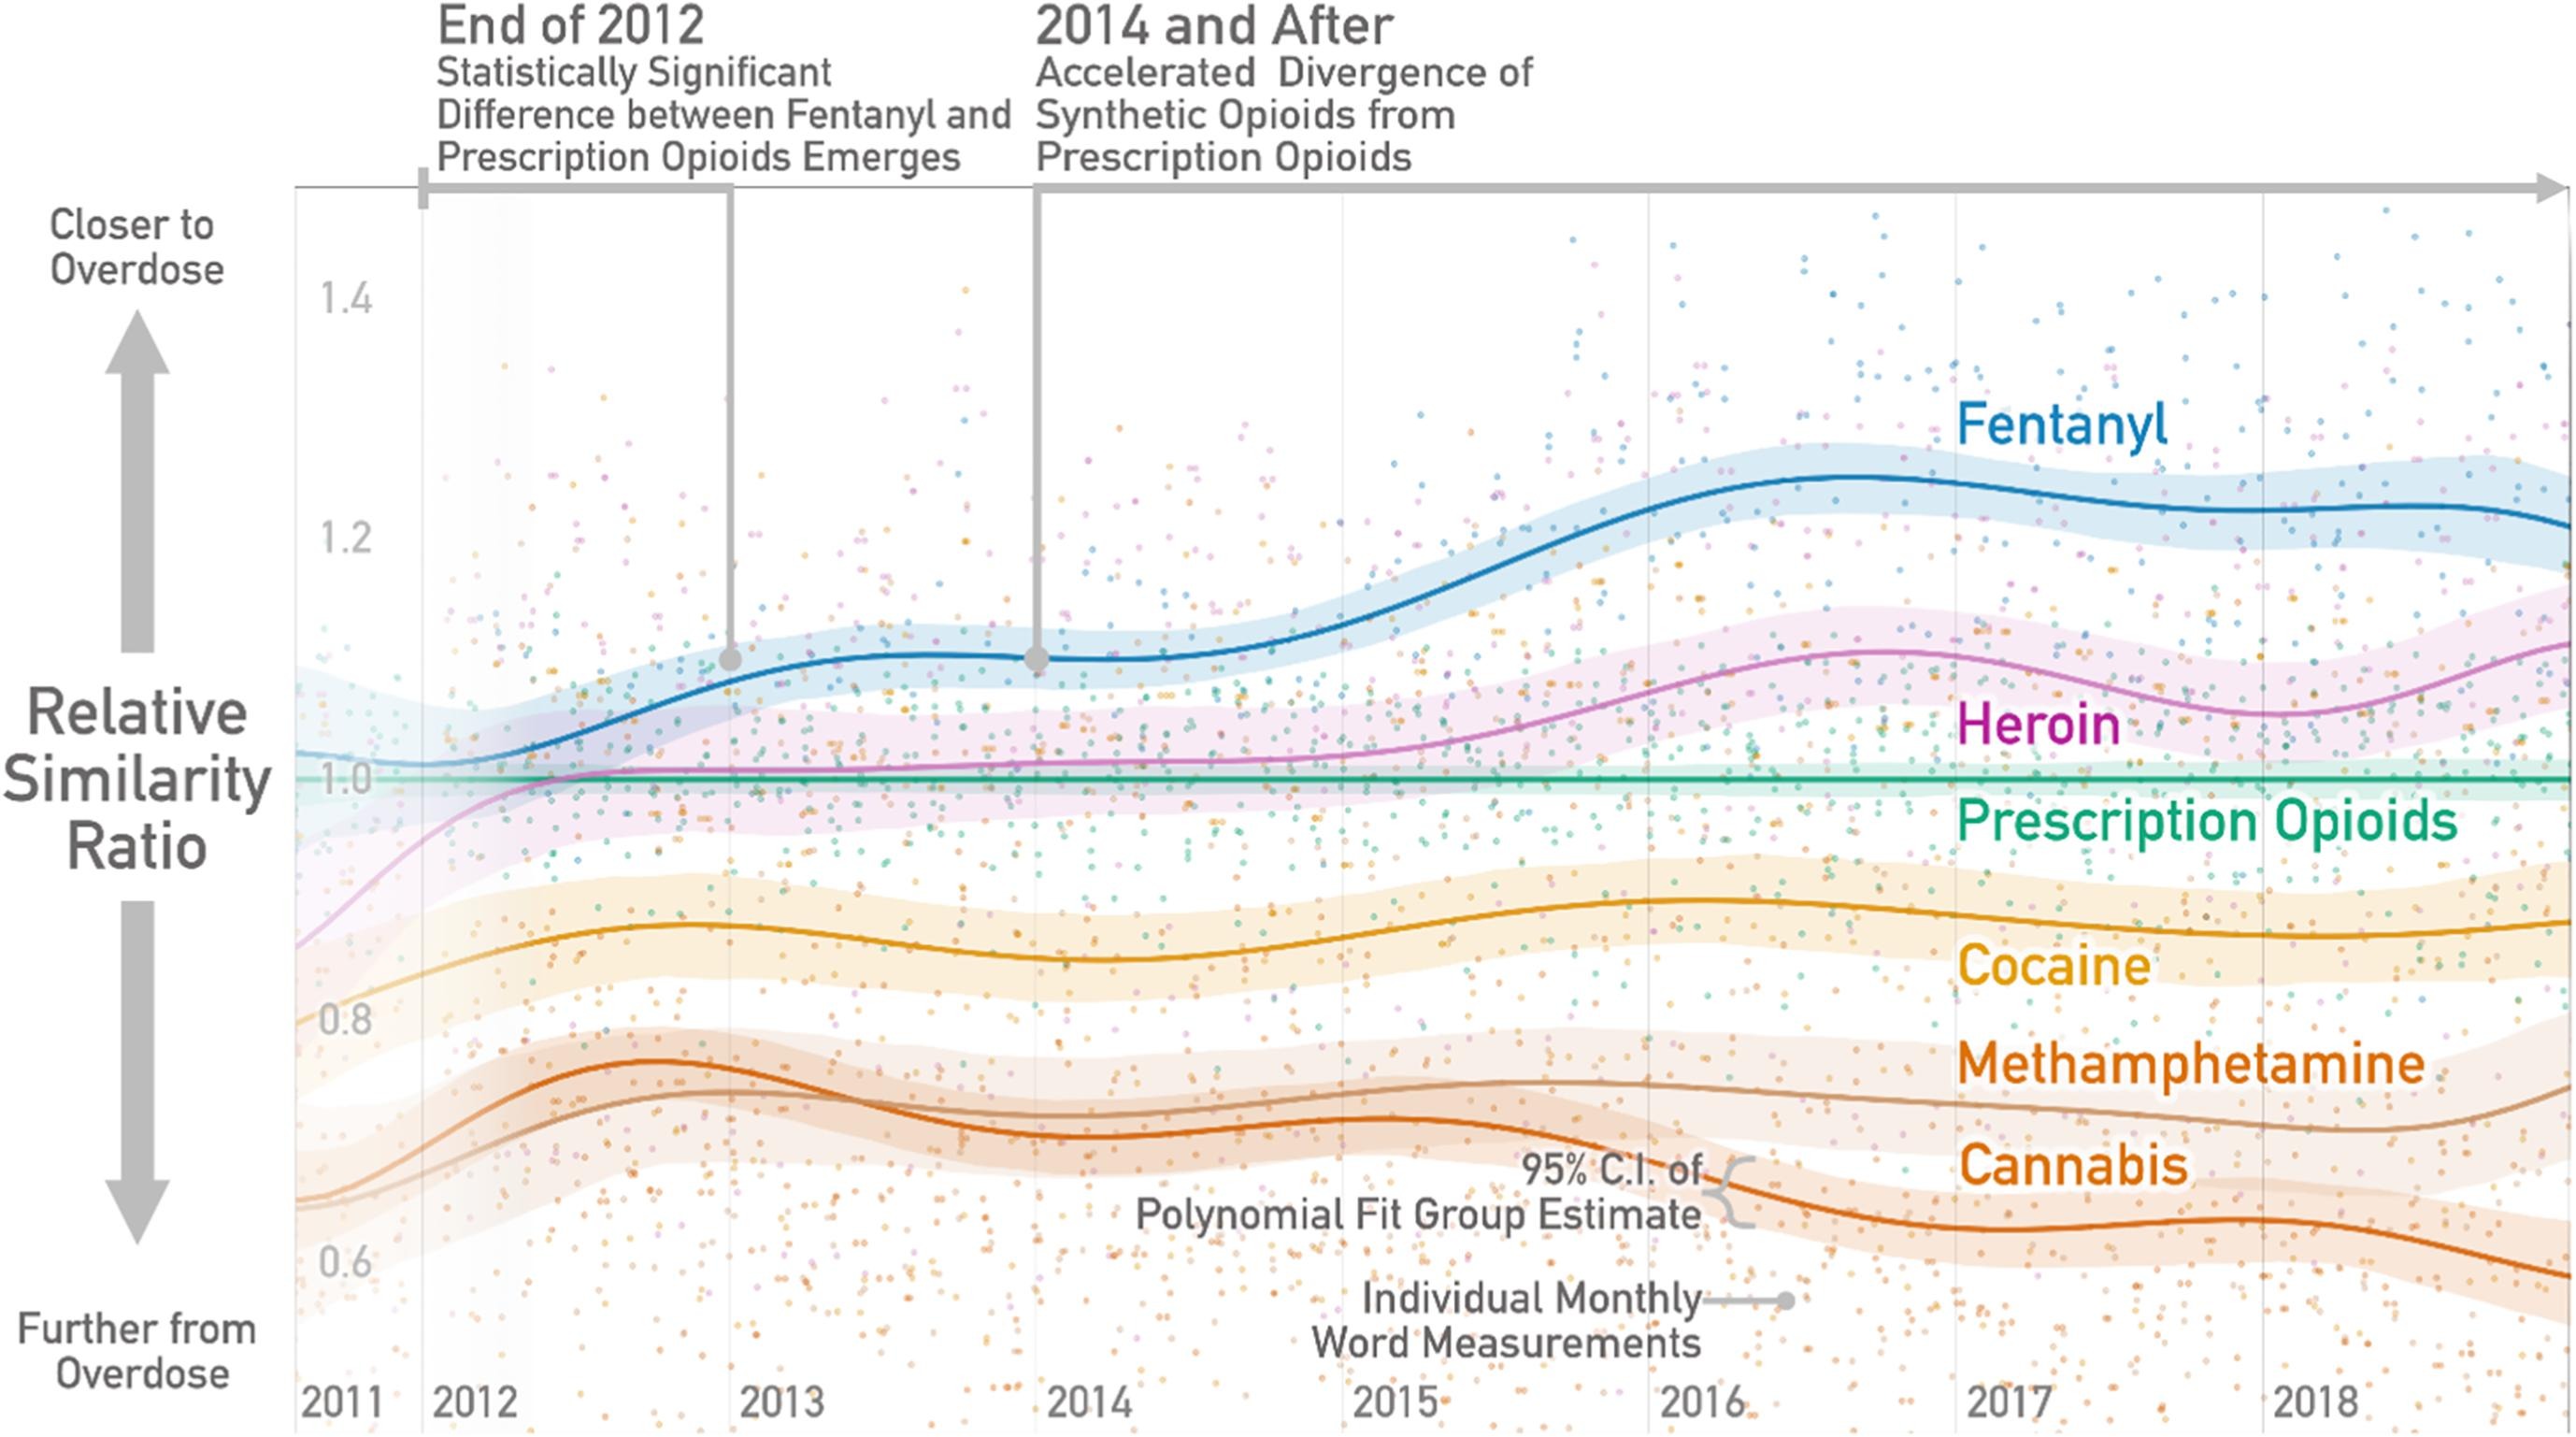 End of 2012
Statistically Significant
Difference between Fentanyl and
Prescription Opioids Emerges
2014 and After
Accelerated Divergence of
Synthetic Opioids from
Prescription Opioids
Closer to
Overdose
Relative
Similarity
Ratio
Further from
Overdose
1.4
1.2
1.0
0.8
0.6
Fentanyl
Heroin
Prescription Opioids
Cocaine
Methamphetamine
Cannabis
95% C.I. of
Polynomial Fit Group Estimate
Individual Monthly
Word Measurements
2011 2012 2013 2014 2015 2016 2017 2018